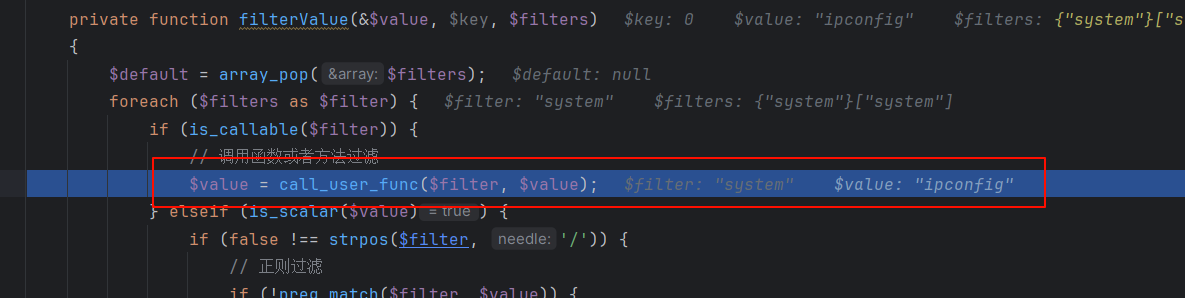 private function filterValue(&$value, $key, $filters) $key: 0 $value: "ipconfig" $filters: {"system"}["s
{
$default = array_pop( &array: $filters); $default: null
foreach ($filters as $filter) { $filter: "system" $filters: {"system"}["system"]
if (is_callable($filter)) {
// 调用函数或者方法过滤
$value = call_user_func($filter, $value); $filter: "system" $value: "ipconfig"
} elseif (is_scalar($value) = true ) {
if (false !== strpos($filter, needle: '/')) {
// 正则过滤
if (!preg_match($filter, $value)) {